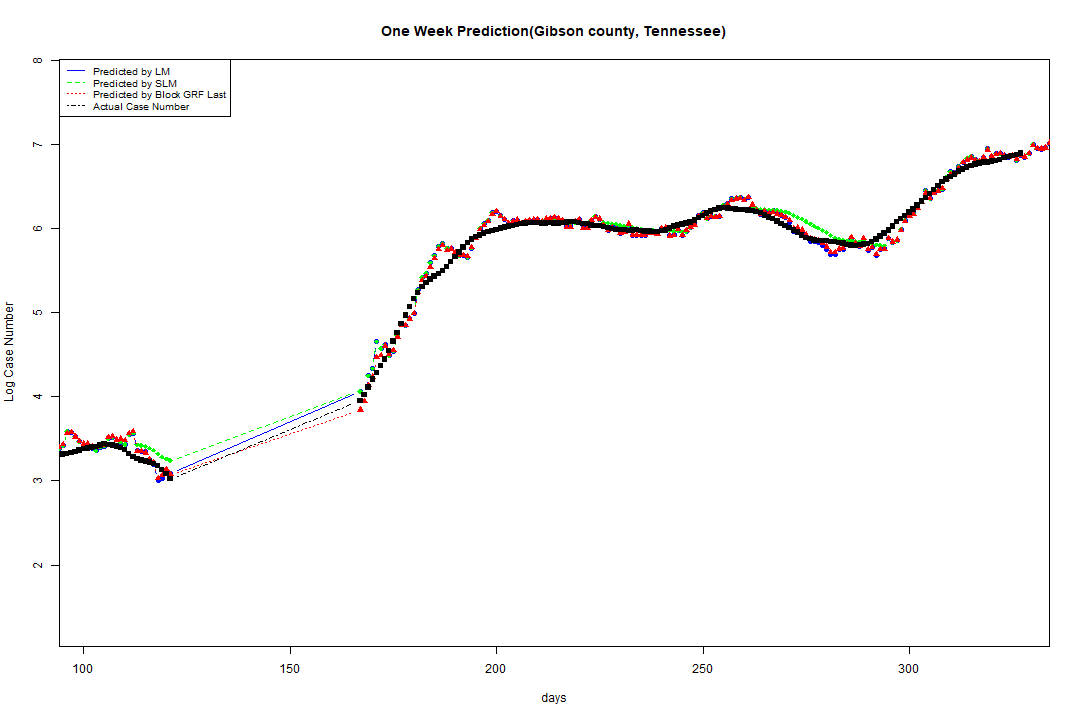 One Week Prediction(Gibson county, Tennessee)
Predicted by LM
Predicted by SLM
Predicted by Block GRF Last
Actual Case Number
8
7
6
5
4
3
2
Log Case Number
100 150 200 250 300
days